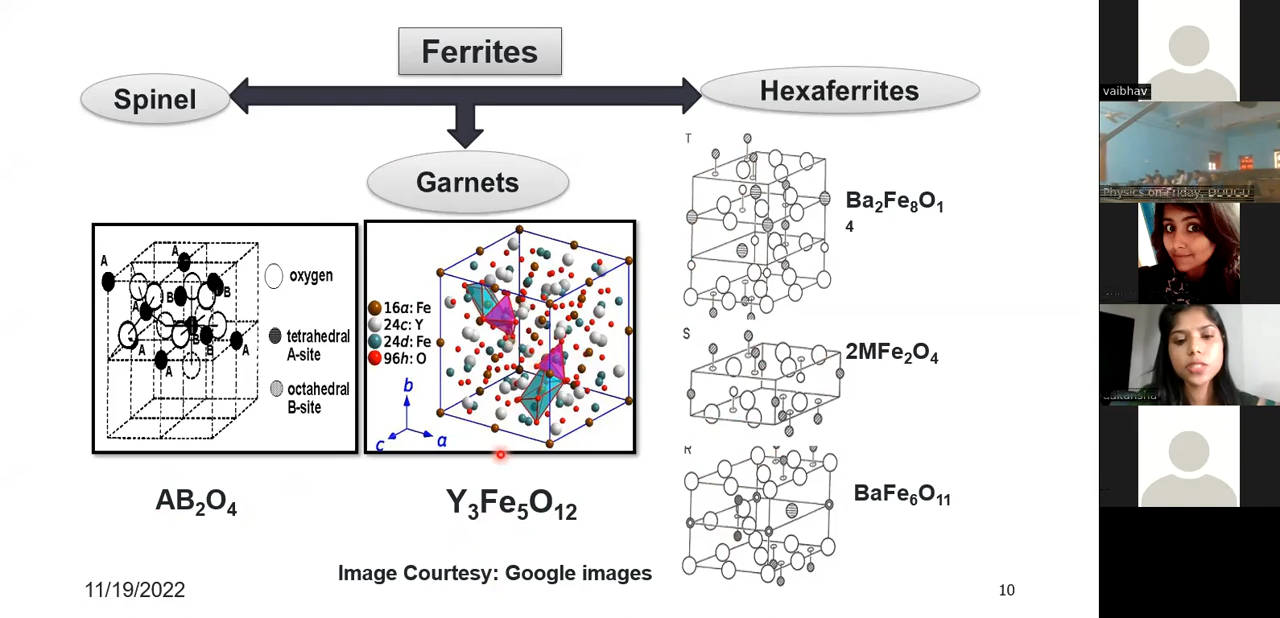 Ferrites
Spinel
Hexaferrites
Garnets
T
Ba2Fe8O1
4
A
A
B
B
A
B
B
A
A
A
oxygen
tetrahedral
A-site
octahedral
B-site
16a: Fe
24c: Y
24d: Fe
96h: O
b
c
a
S
2MFe2O4
R
BaFe6O11
AB2O4
Y3Fe5O12
Image Courtesy: Google images
11/19/2022
10
vaibhav
Physics on Friday,